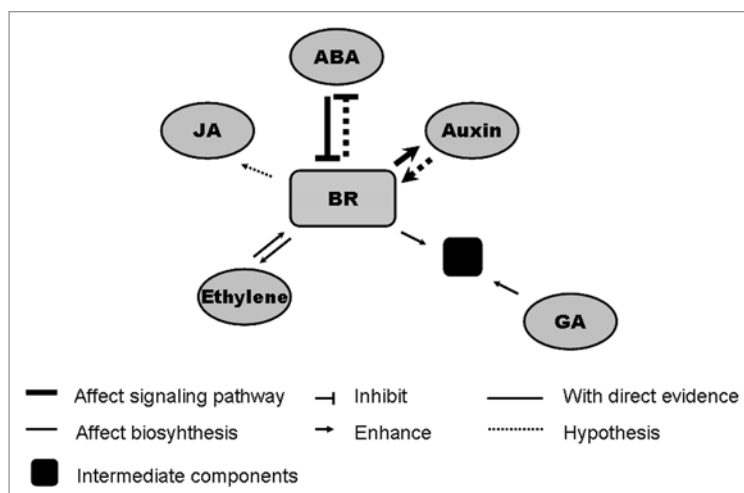 ABA
JA
Auxin
BR
Ethylene
GA
Affect signaling pathway
Inhibit
With direct evidence
Affect biosyhthesis
Enhance
Hypothesis
Intermediate components